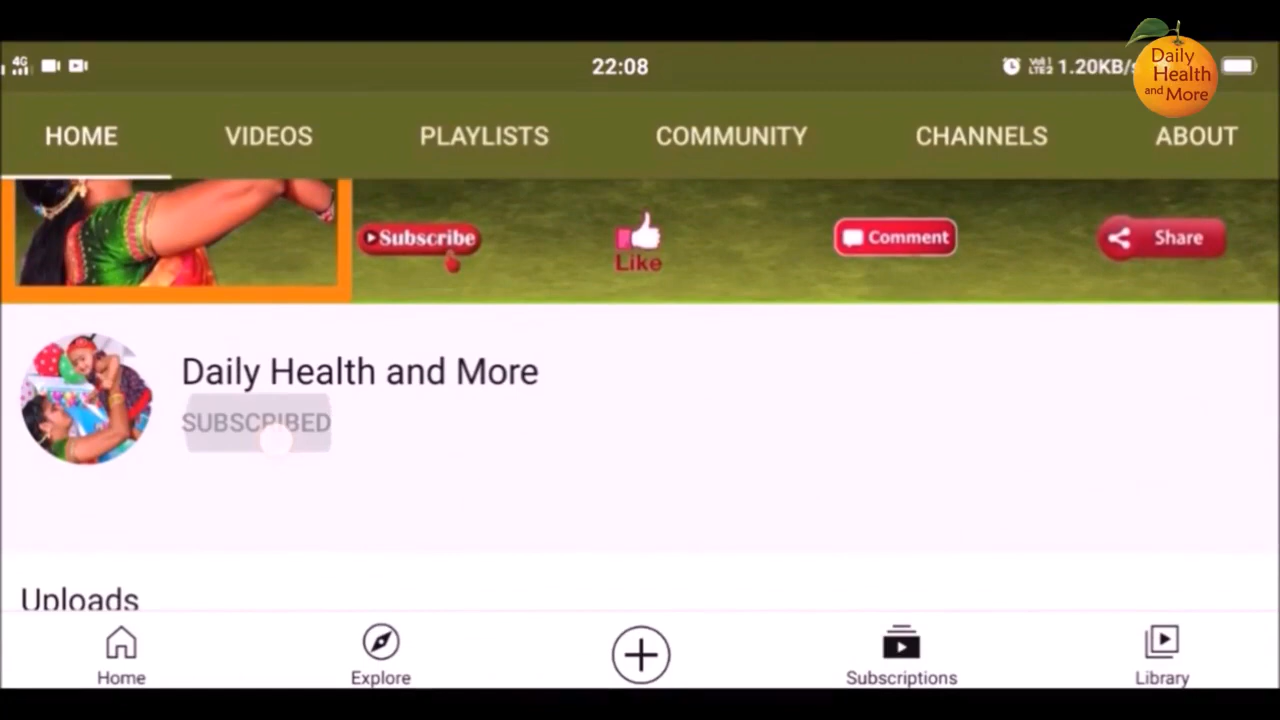 4G 22:08 1.20KB/s
Daily
Health
and More
HOME VIDEOS PLAYLISTS COMMUNITY CHANNELS ABOUT
Subscribe Like Comment Share
Daily Health and More
SUBSCRIBED
Uploads
Home Explore Subscriptions Library